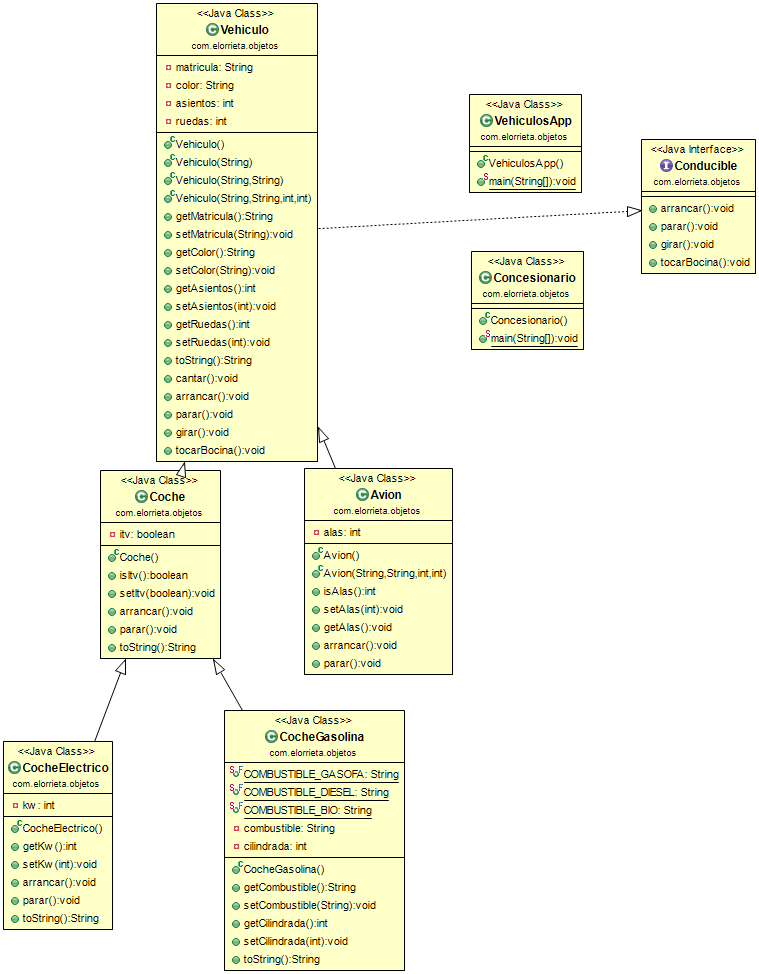 <<Java Class>>
Vehiculo
com.elorrieta.objetos
matricula: String
color: String
asientos: int
ruedas: int
Vehiculo()
Vehiculo(String)
Vehiculo(String,String)
Vehiculo(String,String,int,int)
getMatricula():String
setMatricula(String):void
getColor():String
setColor(String):void
getAsientos():int
setAsientos(int):void
getRuedas():int
setRuedas(int):void
toString():String
cantar():void
arrancar():void
parar():void
girar():void
tocarBocina():void
<<Java Class>>
VehiculosApp
com.elorrieta.objetos
VehiculosApp()
main(String[]):void
<<Java Interface>>
Conducible
com.elorrieta.objetos
arrancar():void
parar():void
girar():void
tocarBocina():void
<<Java Class>>
Concesionario
com.elorrieta.objetos
Concesionario()
main(String[]):void
<<Java Class>>
Coche
com.elorrieta.objetos
itv: boolean
Coche()
isItv():boolean
setItv(boolean):void
arrancar():void
parar():void
toString():String
<<Java Class>>
Avion
com.elorrieta.objetos
alas: int
Avion()
Avion(String,String,int,int)
isAlas():int
setAlas(int):void
getAlas():void
arrancar():void
parar():void
<<Java Class>>
CocheElectrico
com.elorrieta.objetos
kw: int
CocheElectrico()
getKw():int
setKw(int):void
arrancar():void
parar():void
toString():String
<<Java Class>>
CocheGasolina
com.elorrieta.objetos
COMBUSTIBLE_GASOFA: String
COMBUSTIBLE_DIESEL: String
COMBUSTIBLE_BIO: String
combustible: String
cilindrada: int
CocheGasolina()
getCombustible():String
setCombustible(String):void
getCilindrada():int
setCilindrada(int):void
toString():String